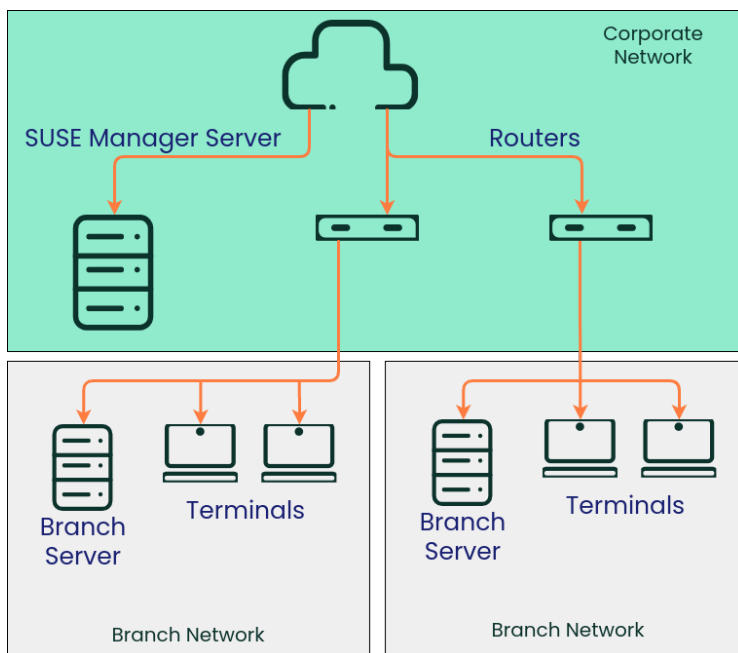 Corporate
Network
SUSE Manager Server
Routers
Branch
Server
Terminals
Branch Network
Branch
Server
Terminals
Branch Network